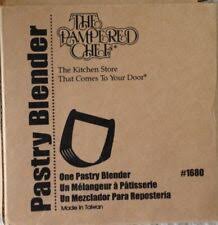 THE
PAMPERED
CHEF®
The Kitchen Store
That Comes To Your Door®
Pastry Blender
One Pastry Blender #1680
Un Mélangeur à Pâtisserie
Un Mezclador Para Reposteria
Made in Taiwan